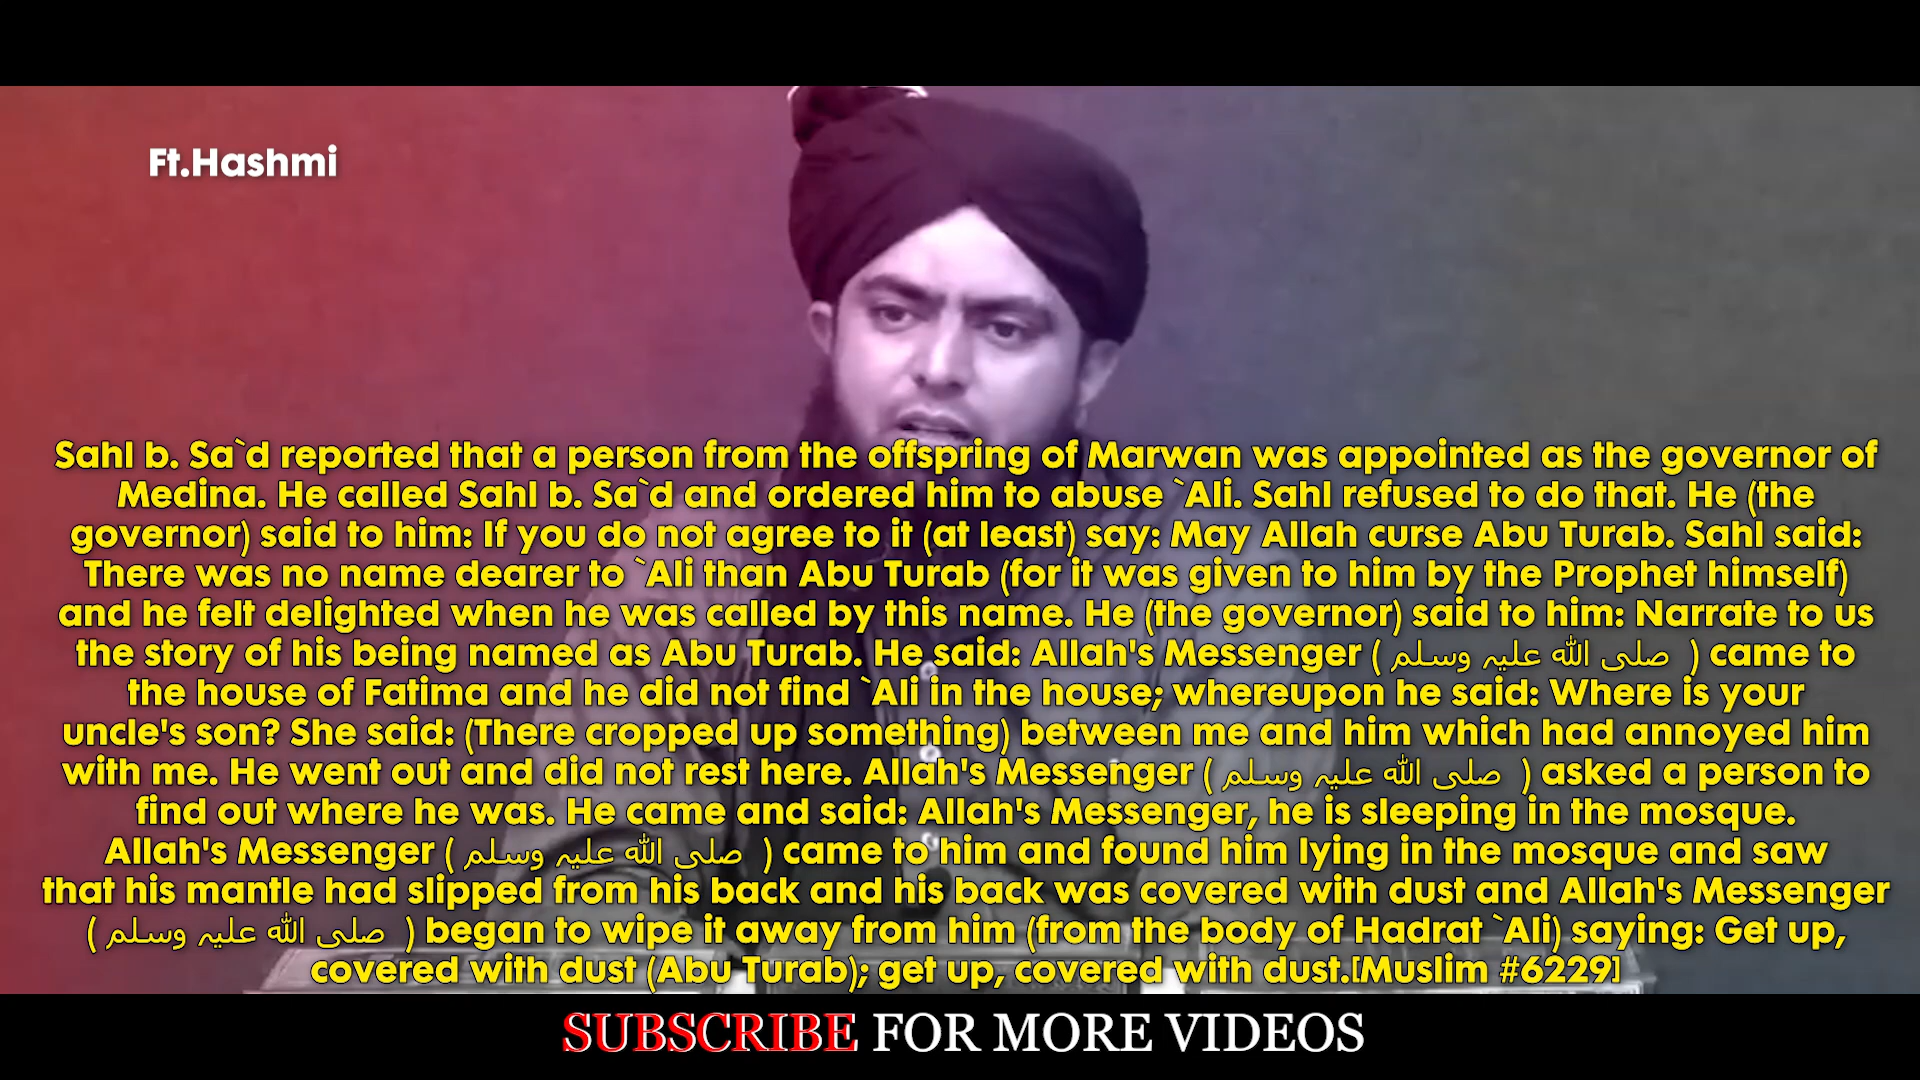 Ft.Hashmi
Sahl b. Sa`d reported that a person from the offspring of Marwan was appointed as the governor of
Medina. He called Sahl b. Sa`d and ordered him to abuse `Ali. Sahl refused to do that. He (the
governor) said to him: If you do not agree to it (at least) say: May Allah curse Abu Turab. Sahl said:
There was no name dearer to `Ali than Abu Turab (for it was given to him by the Prophet himself)
and he felt delighted when he was called by this name. He (the governor) said to him: Narrate to us
the story of his being named as Abu Turab. He said: Allah's Messenger ( صلی اللہ علیہ وسلم ) came to
the house of Fatima and he did not find `Ali in the house; whereupon he said: Where is your
uncle's son? She said: (There cropped up something) between me and him which had annoyed him
with me. He went out and did not rest here. Allah's Messenger ( صلی اللہ علیہ وسلم ) asked a person to
find out where he was. He came and said: Allah's Messenger, he is sleeping in the mosque.
Allah's Messenger ( صلی اللہ علیہ وسلم ) came to him and found him lying in the mosque and saw
that his mantle had slipped from his back and his back was covered with dust and Allah's Messenger
( صلی اللہ علیہ وسلم ) began to wipe it away from him (from the body of Hadrat `Ali) saying: Get up,
covered with dust (Abu Turab); get up, covered with dust.[Muslim #6229]
SUBSCRIBE FOR MORE VIDEOS